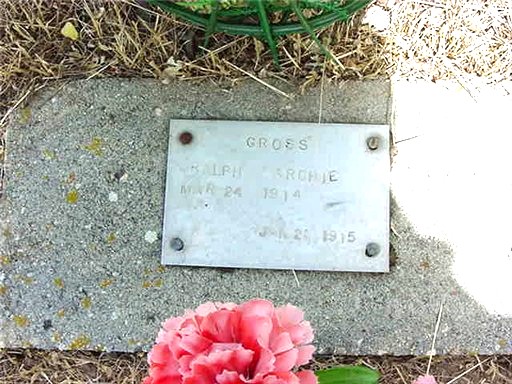 GROSS
RALPH ARCHIE
MAR 24 1914
JAN 21 1915